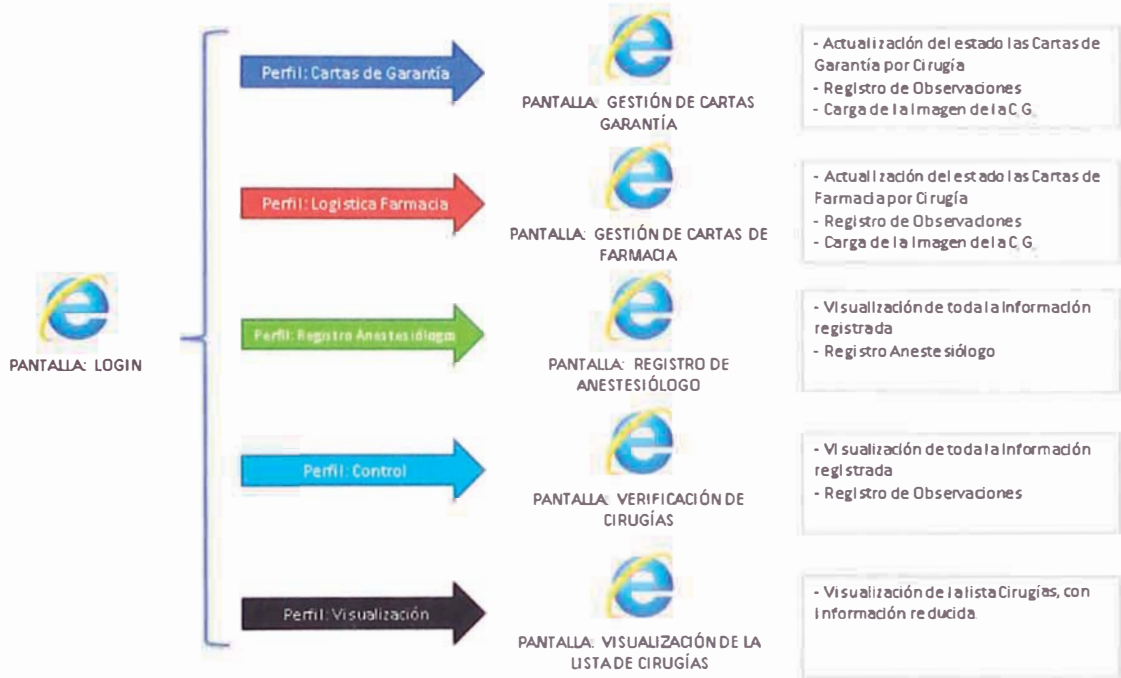 Perfil: Cartas de Garantía
PANTALLA: GESTIÓN DE CARTAS
GARANTÍA
- Actualización del estado las Cartas de
Garantía por Cirugía
- Registro de Observaciones
- Carga de la Imagen de la C.G.
Perfil: Logistica Farmacia
PANTALLA: GESTIÓN DE CARTAS DE
FARMACIA
- Actualización del estado las Cartas de
Farmacia por Cirugía
- Registro de Observaciones
- Carga de la Imagen de la C.G.
PANTALLA: LOGIN
Perfil: Registro Anestesiólogos
PANTALLA: REGISTRO DE
ANESTESIÓLOGO
- Visualización de toda la Información
registrada
- Registro Anestesiólogo
Perfil: Control
PANTALLA: VERIFICACIÓN DE
CIRUGÍAS
- Visualización de toda la Información
registrada
- Registro de Observaciones
Perfil: Visualización
PANTALLA: VISUALIZACIÓN DE LA
LISTA DE CIRUGÍAS
- Visualización de la lista Cirugías, con
Información reducida